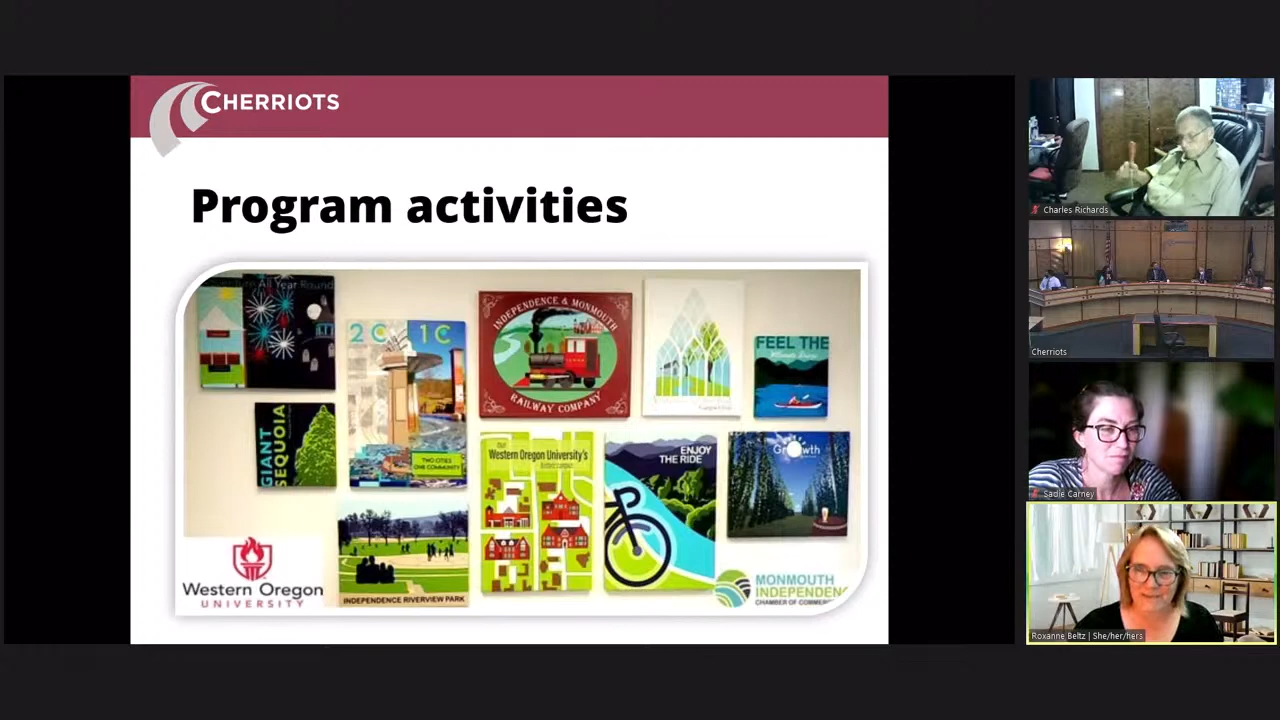 CHERRIOTS
Program activities
All Year Round
GIANT
SEQUOIA
2C 1C
TWO CITIES
ONE COMMUNITY
INDEPENDENCE & MONMOUTH
RAILWAY COMPANY
FEEL THE
Western Oregon University's
ENJOY
THE RIDE
Growth
INDEPENDENCE RIVERVIEW PARK
Western Oregon
UNIVERSITY
MONMOUTH
INDEPENDENC
CHAMBER OF COMMER
Charles Richards
Cherriots
Sadie Carney
Roxanne Beltz | She/her/hers